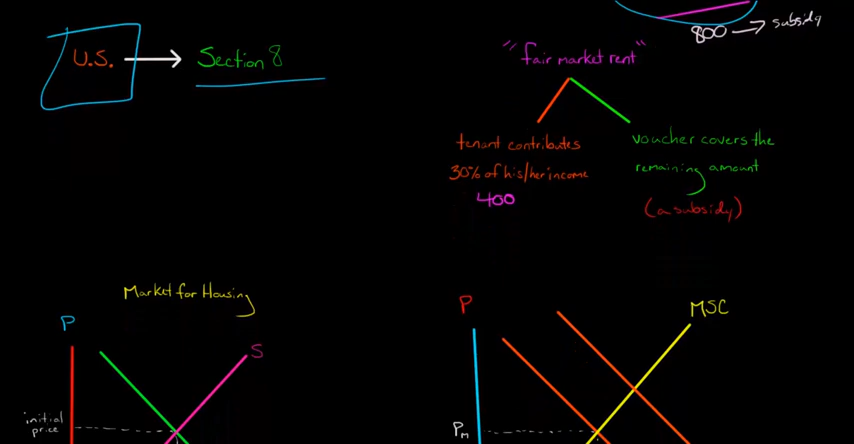 800 → subsidy
U.S. → Section 8
"fair market rent"
tenant contributes
30% of his/her income
400
voucher covers the
remaining amount
(a subsidy)
Market for Housing
P
S
initial
price
P
MSC
PM